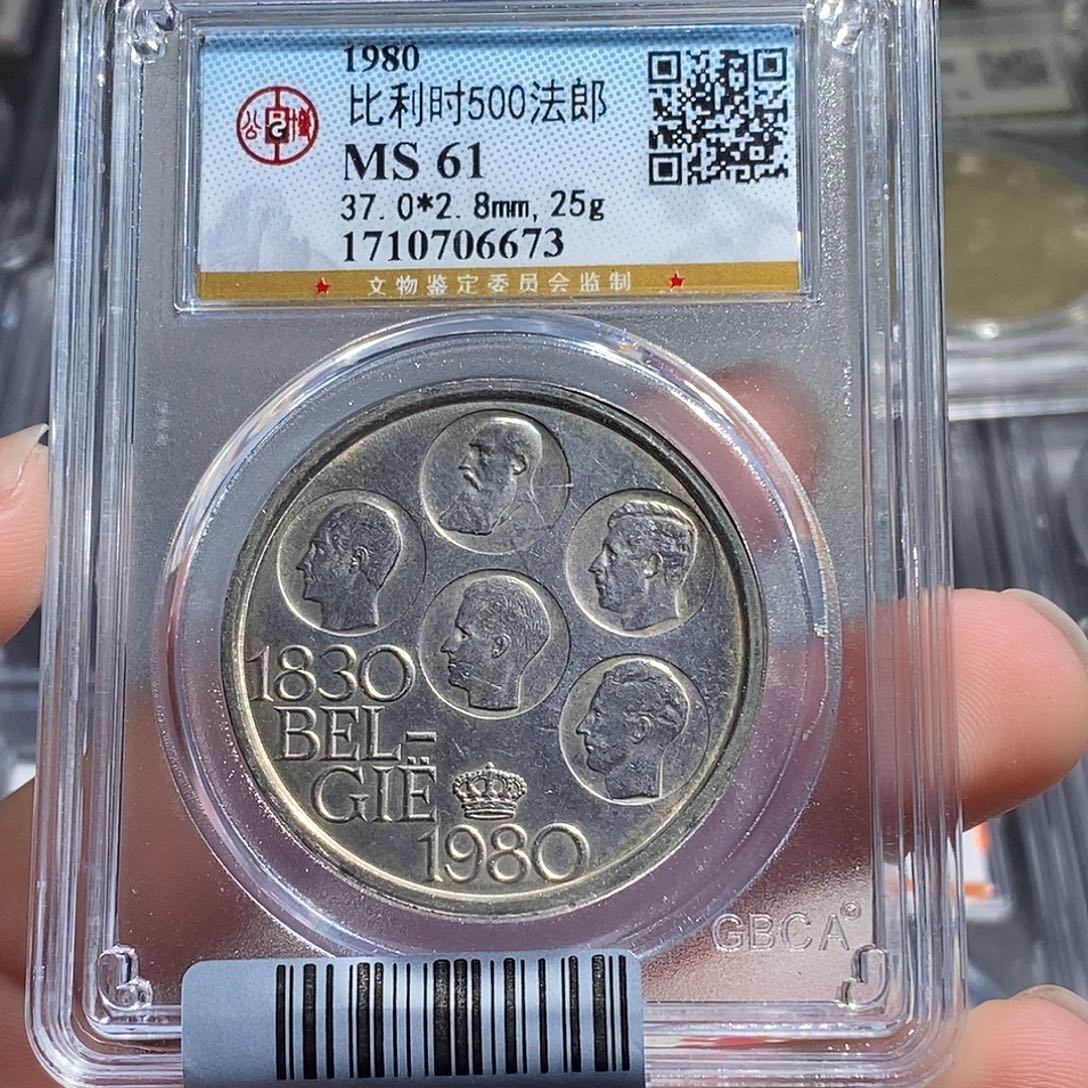 1980
比利时500法郎
MS 61
37.0*2.8mm, 25g
1710706673
文物鉴定委员会监制
1830
BEL-
GIË
1980
GBCA